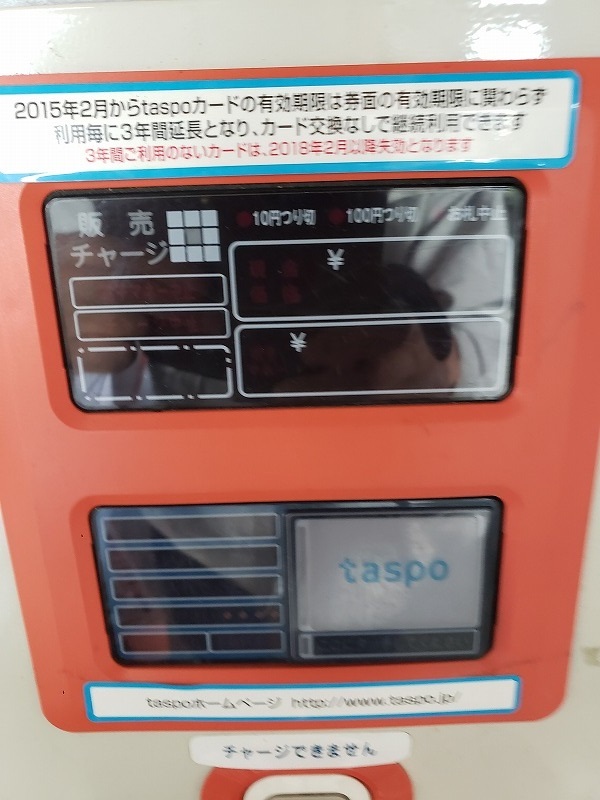 2015年2月からtaspoカードの有効期限は券面の有効期限に関わらず
利用毎に3年間延長となり、カード交換なしで継続利用できます
3年間ご利用のないカードは、2018年2月以降失効となります
販売 10円つり切 100円つり切 お札中止
チャージ
¥
¥
taspo
taspoホームページ http://www.taspo.jp/
チャージできません